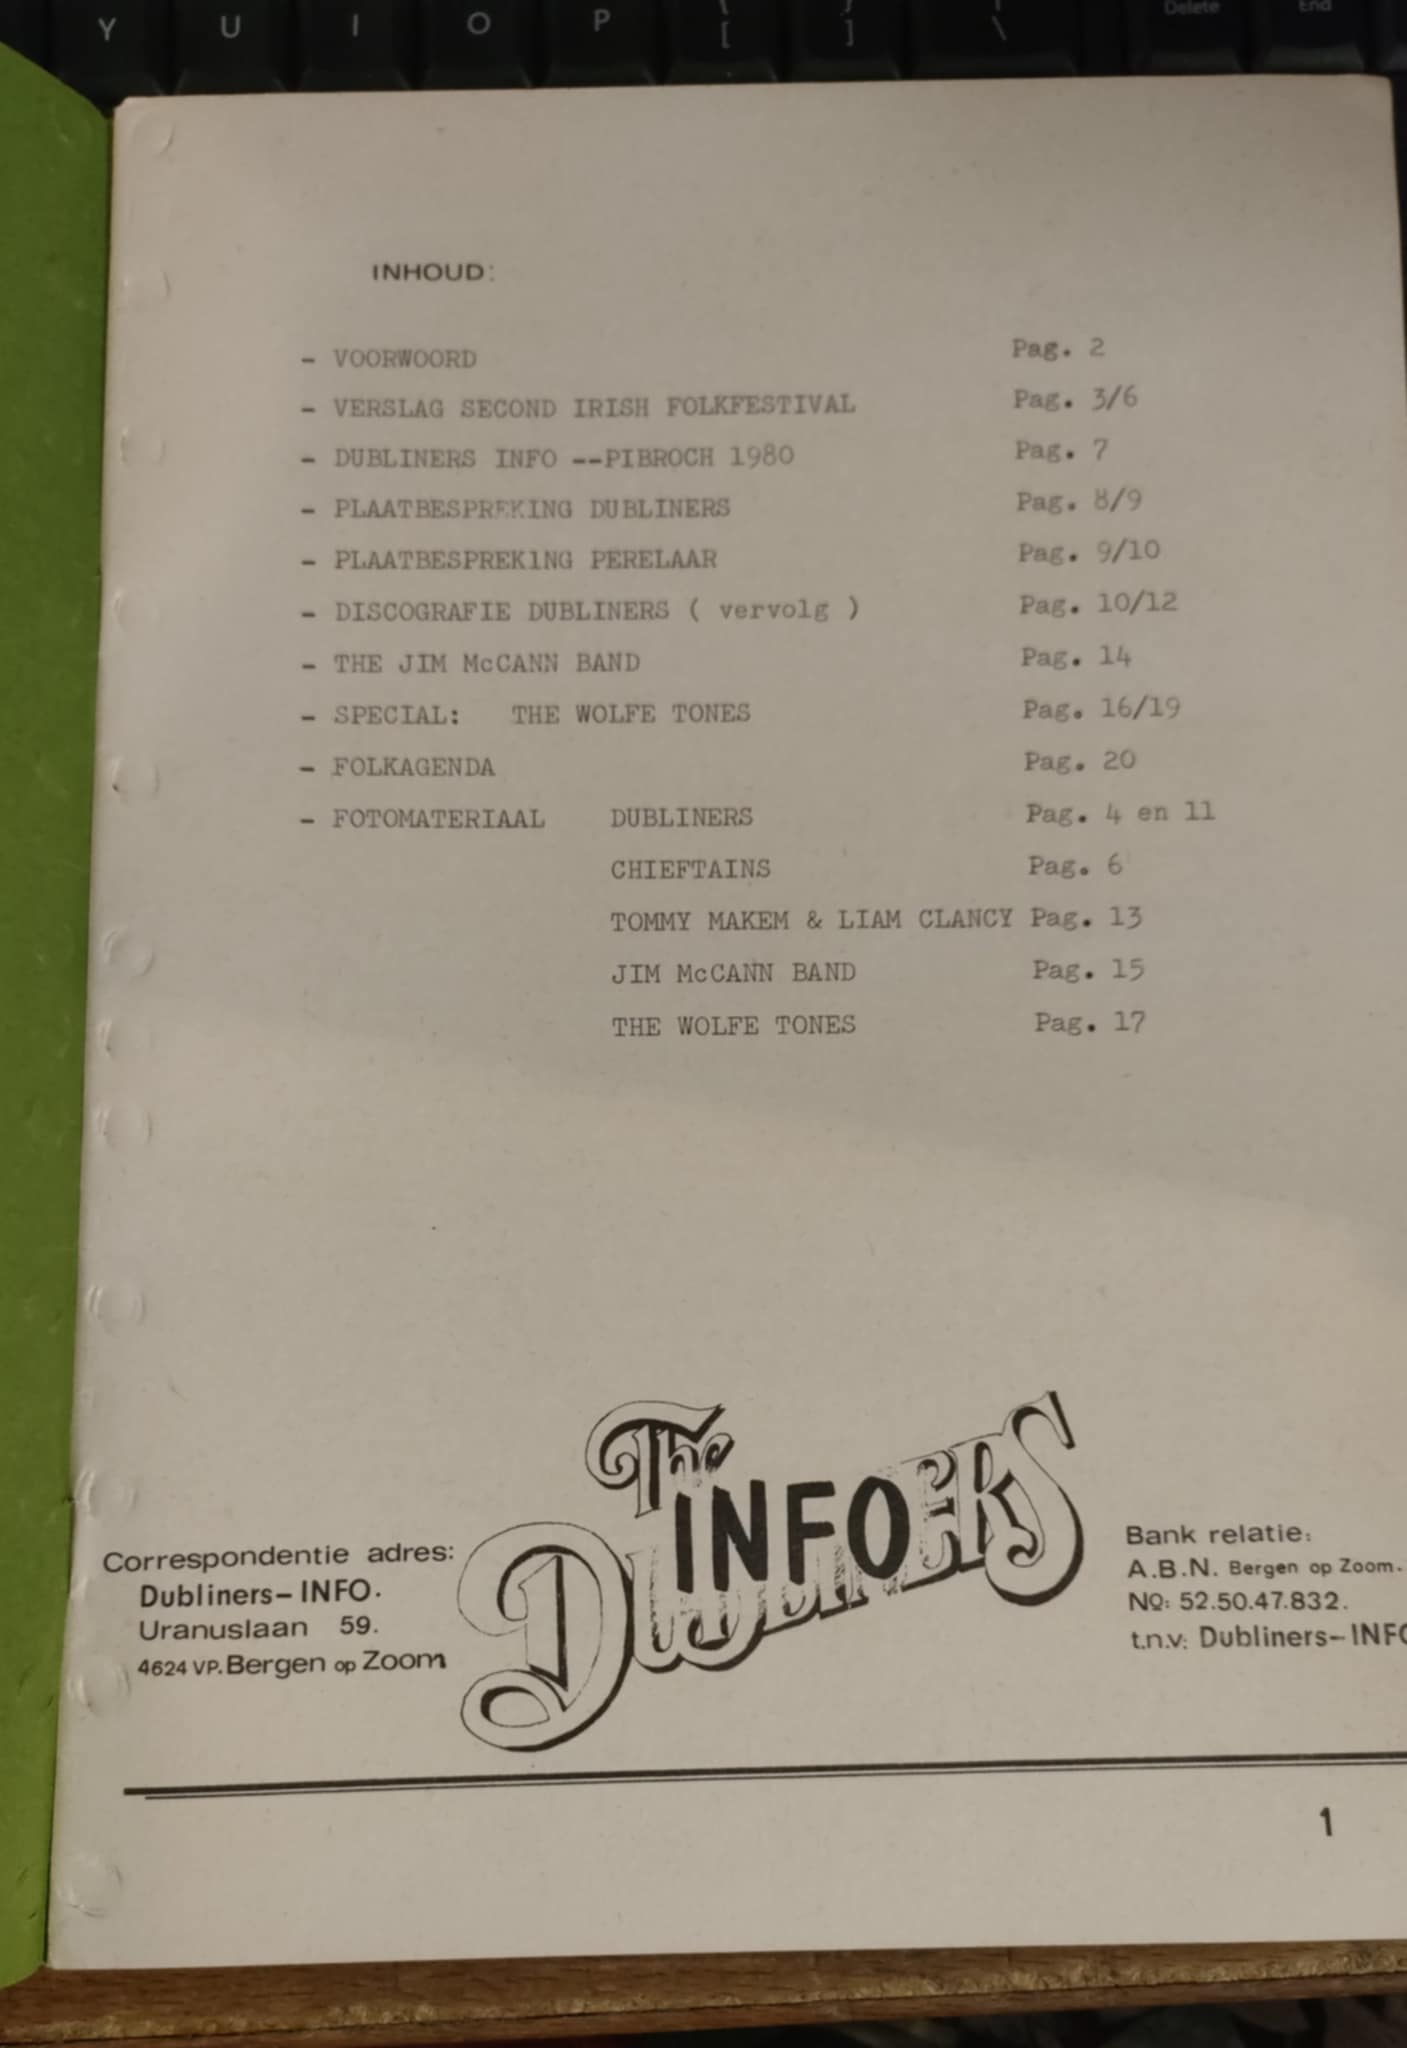 Y U I O P [ ] \ Delete End
INHOUD:
- VOORWOORD Pag. 2
- VERSLAG SECOND IRISH FOLKFESTIVAL Pag. 3/6
- DUBLINERS INFO --PIBROCH 1980 Pag. 7
- PLAATBESPREKING DUBLINERS Pag. 8/9
- PLAATBESPREK1NG PERELAAR Pag. 9/10
- DISCOGRAFIE DUBLINERS ( vervolg ) Pag. 10/12
- THE JIM McCANN BAND Pag. 14
- SPECIAL: THE WOLFE TONES Pag. 16/19
- FOLKAGENDA Pag. 20
- FOTOMATERIAAL DUBLINERS Pag. 4 en 11
CHIEFTAINS Pag. 6
TOMMY MAKEM & LIAM CLANCY Pag. 13
JIM McCANN BAND Pag. 15
THE WOLFE TONES Pag. 17
The
DUBLINERS
INFO
Correspondentie adres:
Dubliners-INFO.
Uranuslaan 59.
4624 VP. Bergen op Zoom
Bank relatie:
A.B.N. Bergen op Zoom.
No: 52.50.47.832.
t.n.v: Dubliners-INFO
1